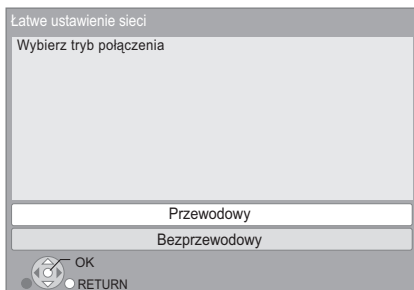 Łatwe ustawienie sieci
Wybierz tryb połączenia
Przewodowy
Bezprzewodowy
OK
RETURN